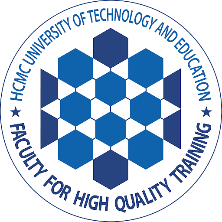 HCMC UNIVERSITY OF TECHNOLOGY AND EDUCATION
FACULTY FOR HIGH QUALITY TRAINING